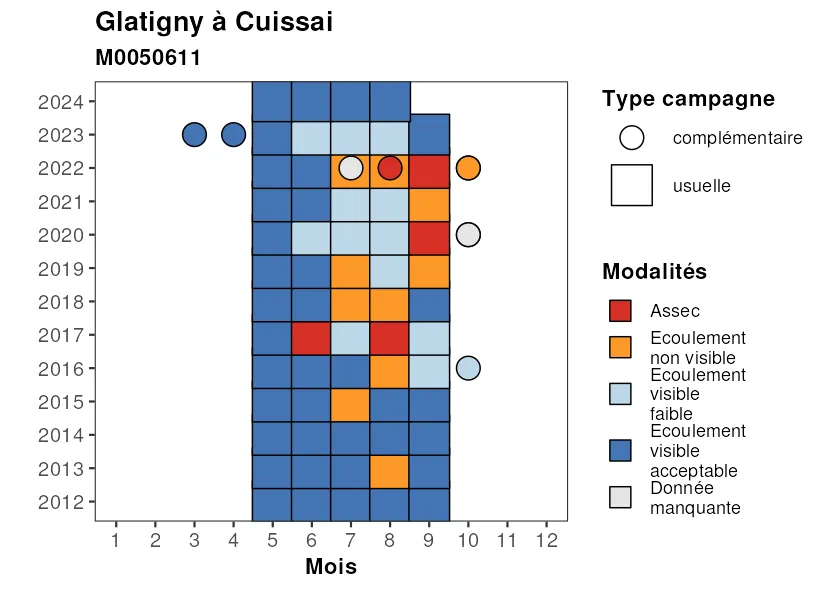 Glatigny à Cuissai
M0050611
2024
2023
2022
2021
2020
2019
2018
2017
2016
2015
2014
2013
2012
1 2 3 4 5 6 7 8 9 10 11 12
Mois
Type campagne
complémentaire
usuelle
Modalités
Assec
Ecoulement
non visible
Ecoulement
visible
faible
Ecoulement
visible
acceptable
Donnée
manquante